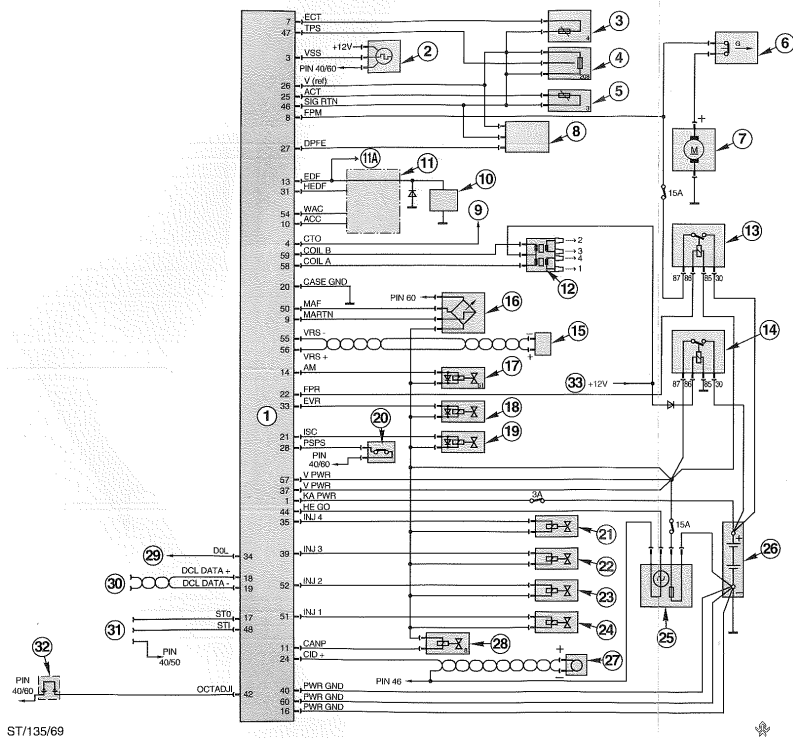 7 ECT
47 TPS
+12V
3 VSS
PIN 40/60
26 V (ref)
25 ACT
46 SIG RTN
8 FPM
27 DPFE
11A
13 EDF
31 HEDF
54 WAC
10 ACC
4 CTO
59 COIL B
58 COIL A
20 CASE GND
50 MAF
PIN 60
9 MARTN
55 VRS -
56 VRS +
14 AM
22 FPR
33 EVR
21 ISC
28 PSPS
PIN
40/60
57 V PWR
37 V PWR
1 KA PWR
3A
44 HE GO
35 INJ 4
39 INJ 3
52 INJ 2
51 INJ 1
11 CANP
24 CID +
PIN 46
40 PWR GND
60 PWR GND
16 PWR GND
1
2
3
4
5
6
G
7
M
+
8
9
10
11
12
2
3
4
1
13
87 86 85 30
14
87 86 85 30
15
- +
16
17
18
19
20
21
22
23
24
25
26
+
-
27
+
-
28
33 +12V
15A
15A
29 DOL 34
30 DCL DATA + 18
DCL DATA - 19
31 STO 17
STI 48
PIN
40/50
32
PIN
40/60
OCTADJI 42
ST/135/69